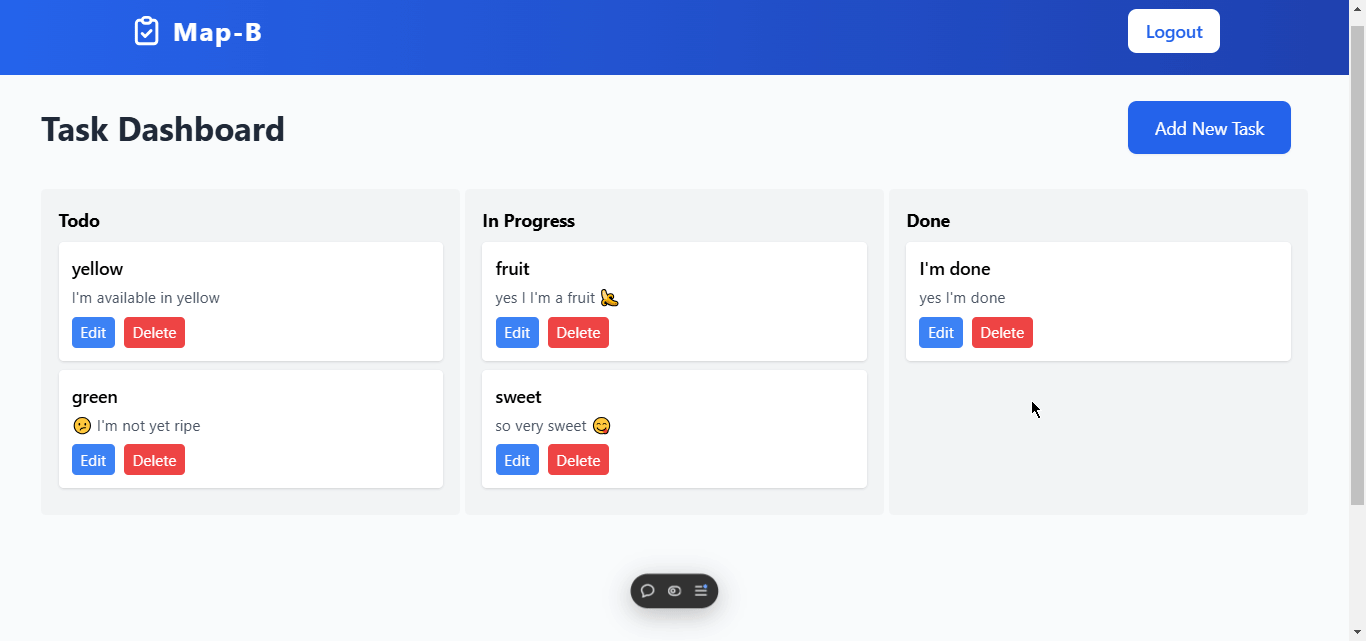 Map-B
Logout
Task Dashboard
Add New Task
Todo
yellow
I'm available in yellow
Edit Delete
green
😕 I'm not yet ripe
Edit Delete
In Progress
fruit
yes I I'm a fruit 💪
Edit Delete
sweet
so very sweet 😋
Edit Delete
Done
I'm done
yes I'm done
Edit Delete